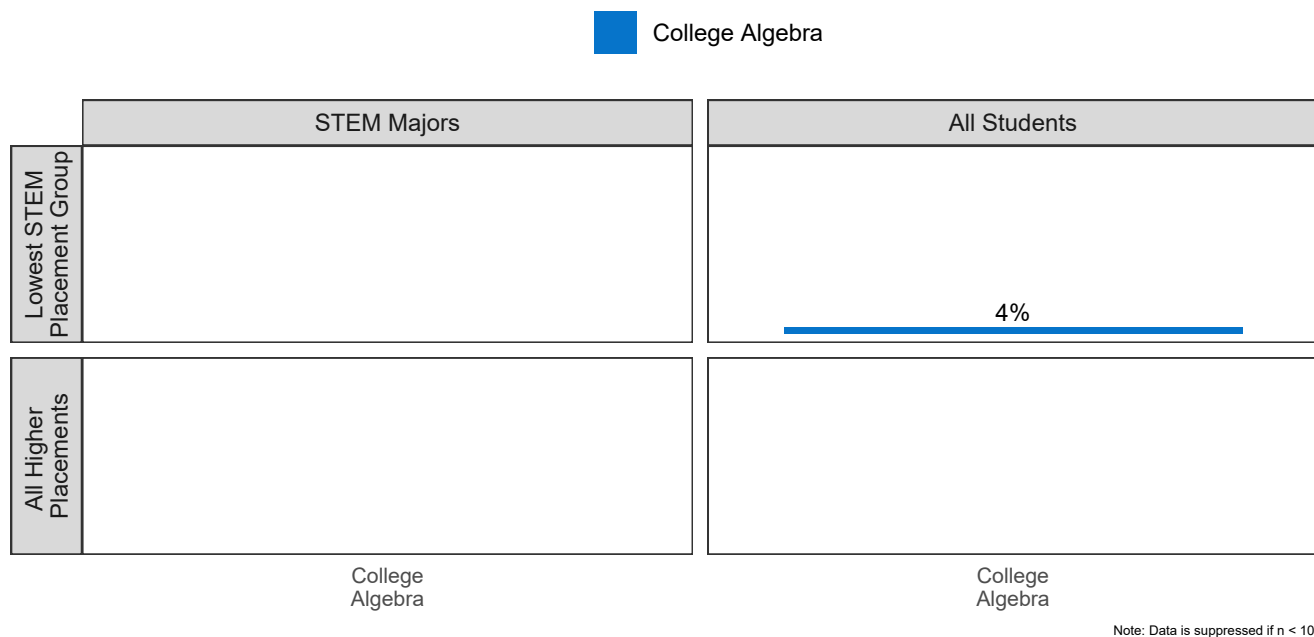 College Algebra
STEM Majors
All Students
Lowest STEM
Placement Group
4%
All Higher
Placements
College
Algebra
College
Algebra
Note: Data is suppressed if n < 10